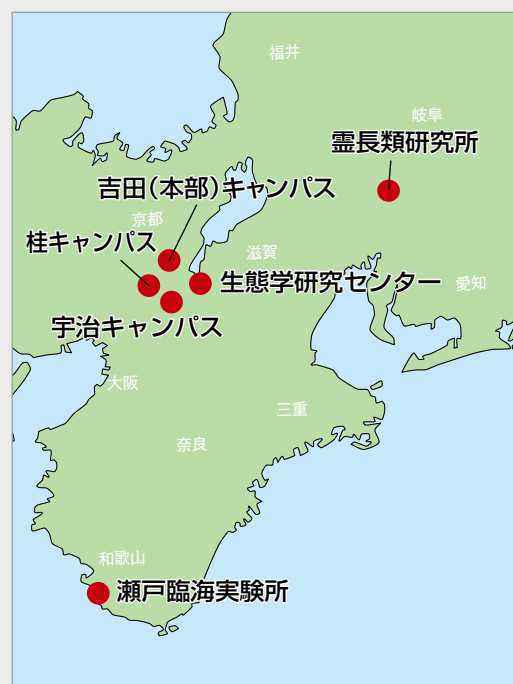 福井
岐阜
霊長類研究所
吉田（本部）キャンパス
京都
桂キャンパス
滋賀
生態学研究センター
愛知
宇治キャンパス
大阪
三重
奈良
和歌山
瀬戸臨海実験所